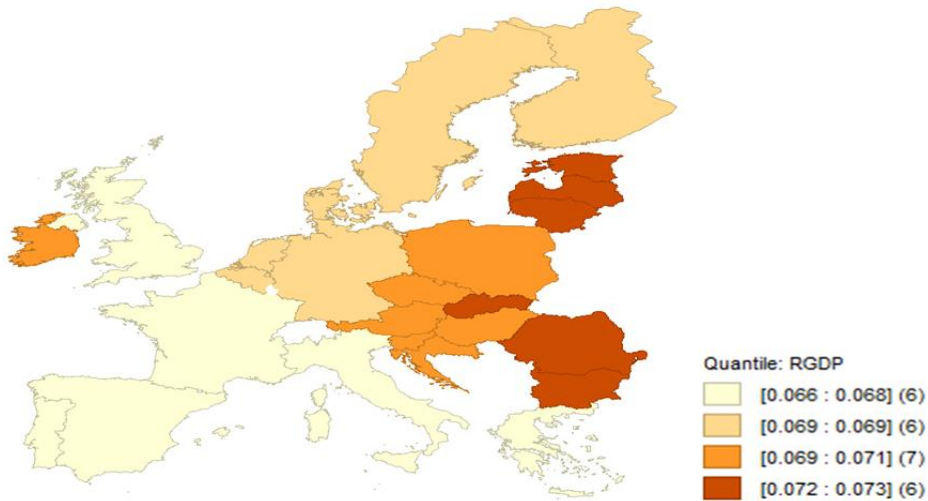 Quantile: RGDP
[0.066 : 0.068] (6)
[0.069 : 0.069] (6)
[0.069 : 0.071] (7)
[0.072 : 0.073] (6)